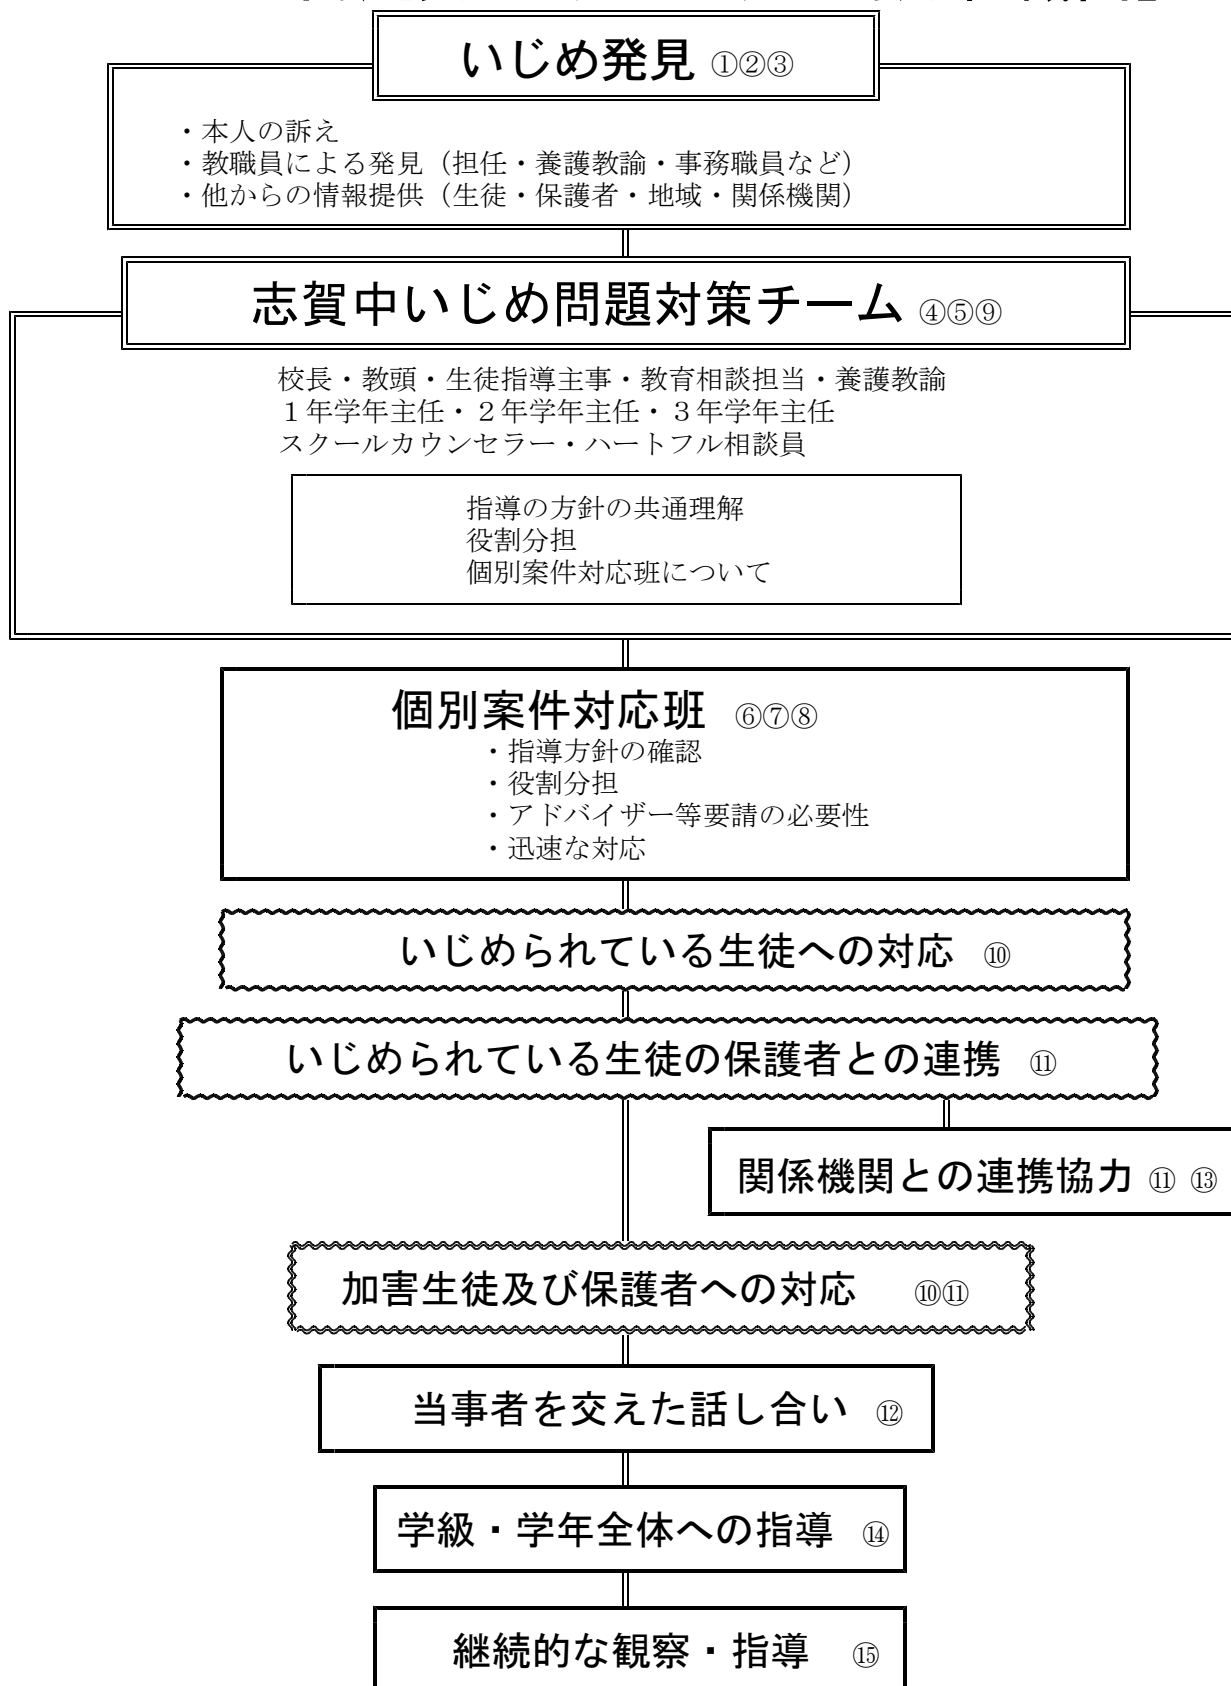 いじめ発見 ①②③
・本人の訴え
・教職員による発見（担任・養護教諭・事務職員など）
・他からの情報提供（生徒・保護者・地域・関係機関）
志賀中いじめ問題対策チーム ④⑤⑨
校長・教頭・生徒指導主事・教育相談担当・養護教諭
１年学年主任・２年学年主任・３年学年主任
スクールカウンセラー・ハートフル相談員
指導の方針の共通理解
役割分担
個別案件対応班について
個別案件対応班 ⑥⑦⑧
・指導方針の確認
・役割分担
・アドバイザー等要請の必要性
・迅速な対応
いじめられている生徒への対応 ⑩
いじめられている生徒の保護者との連携 ⑪
関係機関との連携協力 ⑪ ⑬
加害生徒及び保護者への対応 ⑩⑪
当事者を交えた話し合い ⑫
学級・学年全体への指導 ⑭
継続的な観察・指導 ⑮